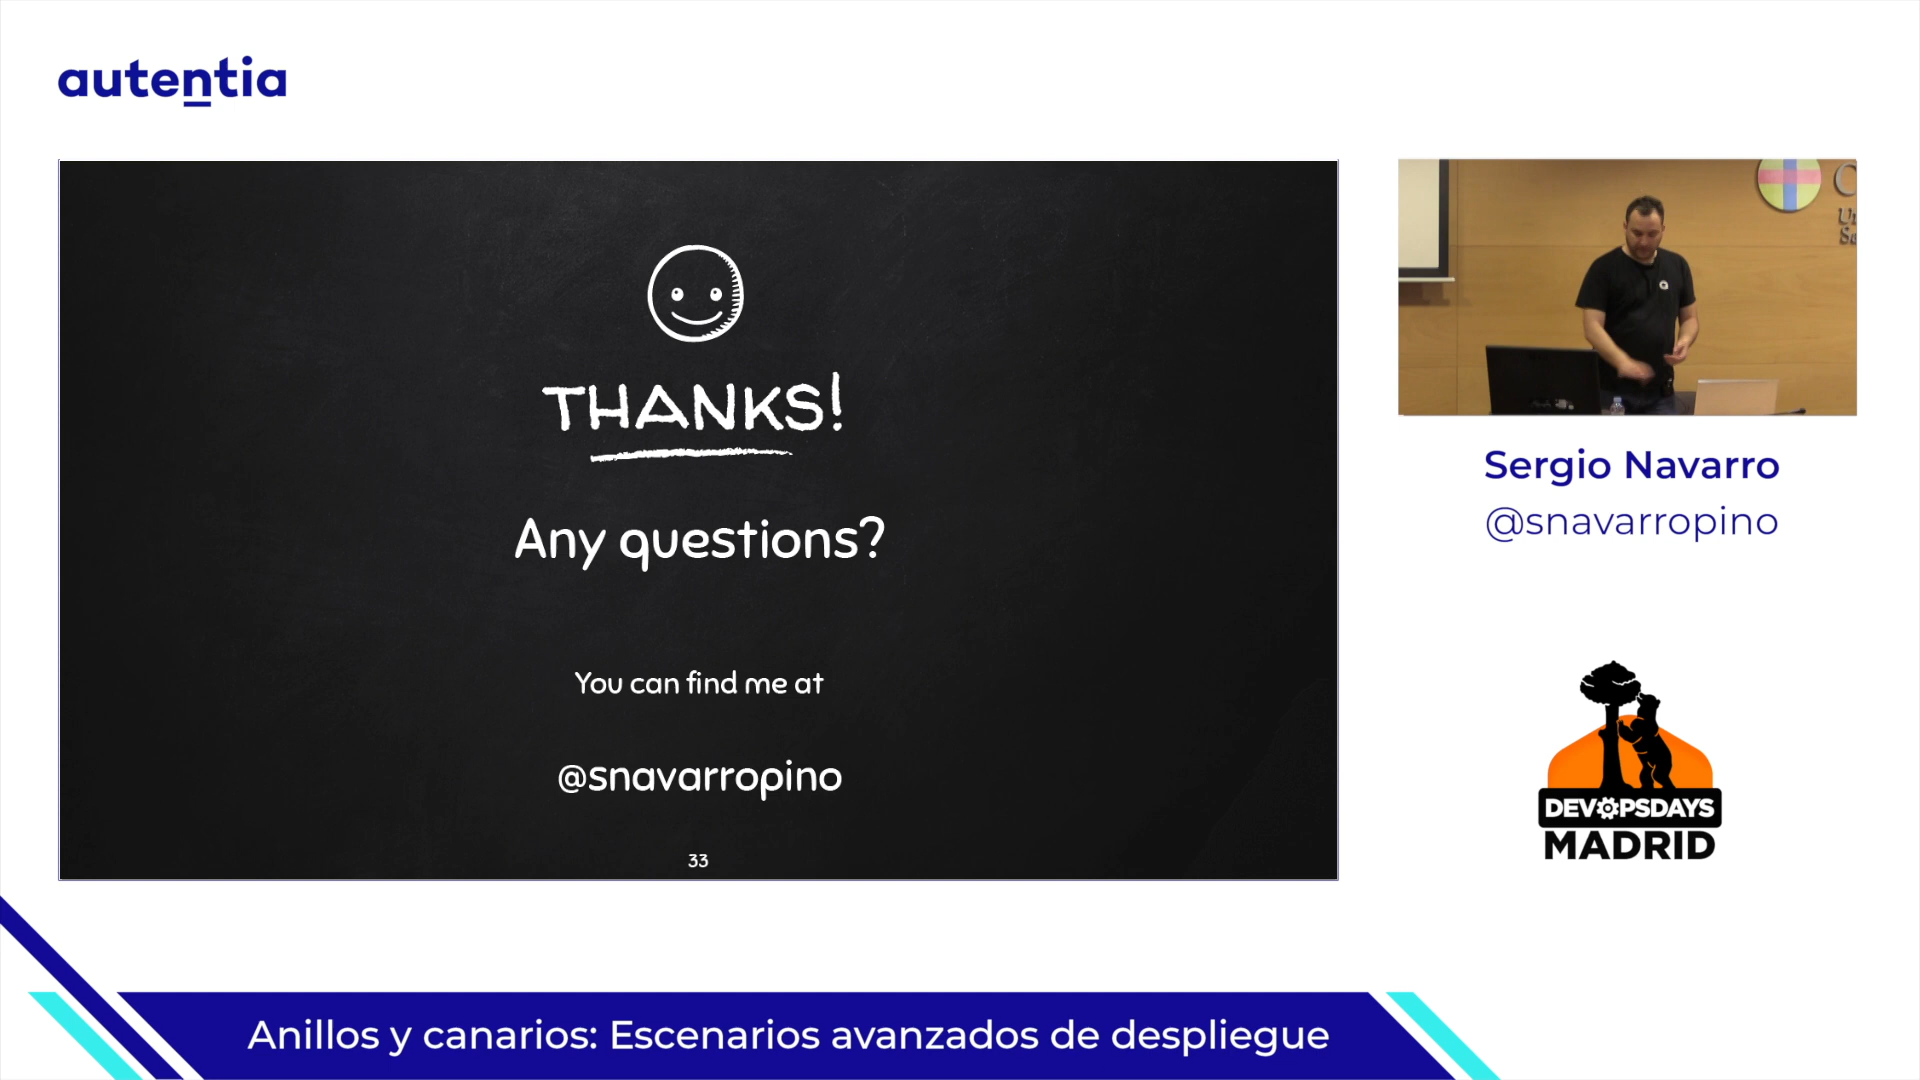 autentia
THANKS!
Any questions?
You can find me at
@snavarropino
33
Sergio Navarro
@snavarropino
DEVOPSDAYS
MADRID
Anillos y canarios: Escenarios avanzados de despliegue